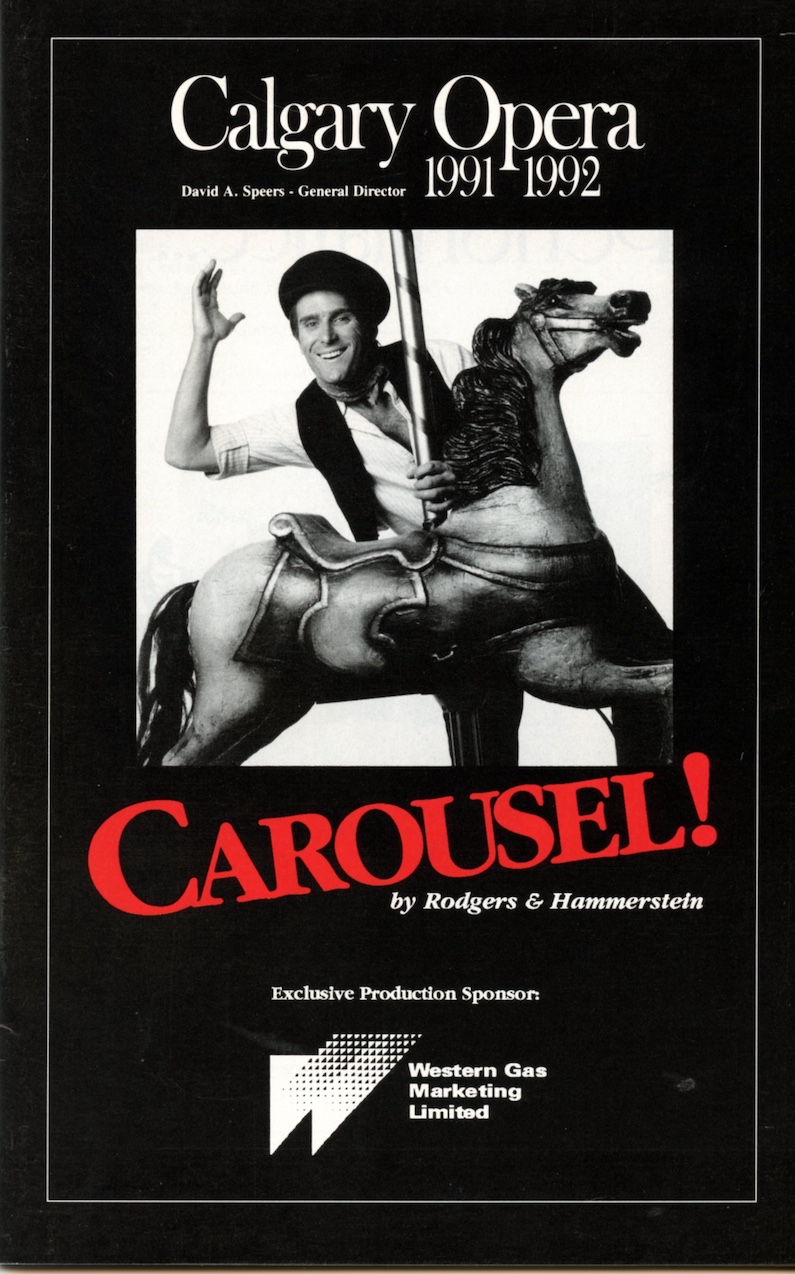 Calgary Opera
David A. Speers - General Director 1991 1992
CAROUSEL!
by Rodgers & Hammerstein
Exclusive Production Sponsor:
Western Gas
Marketing
Limited